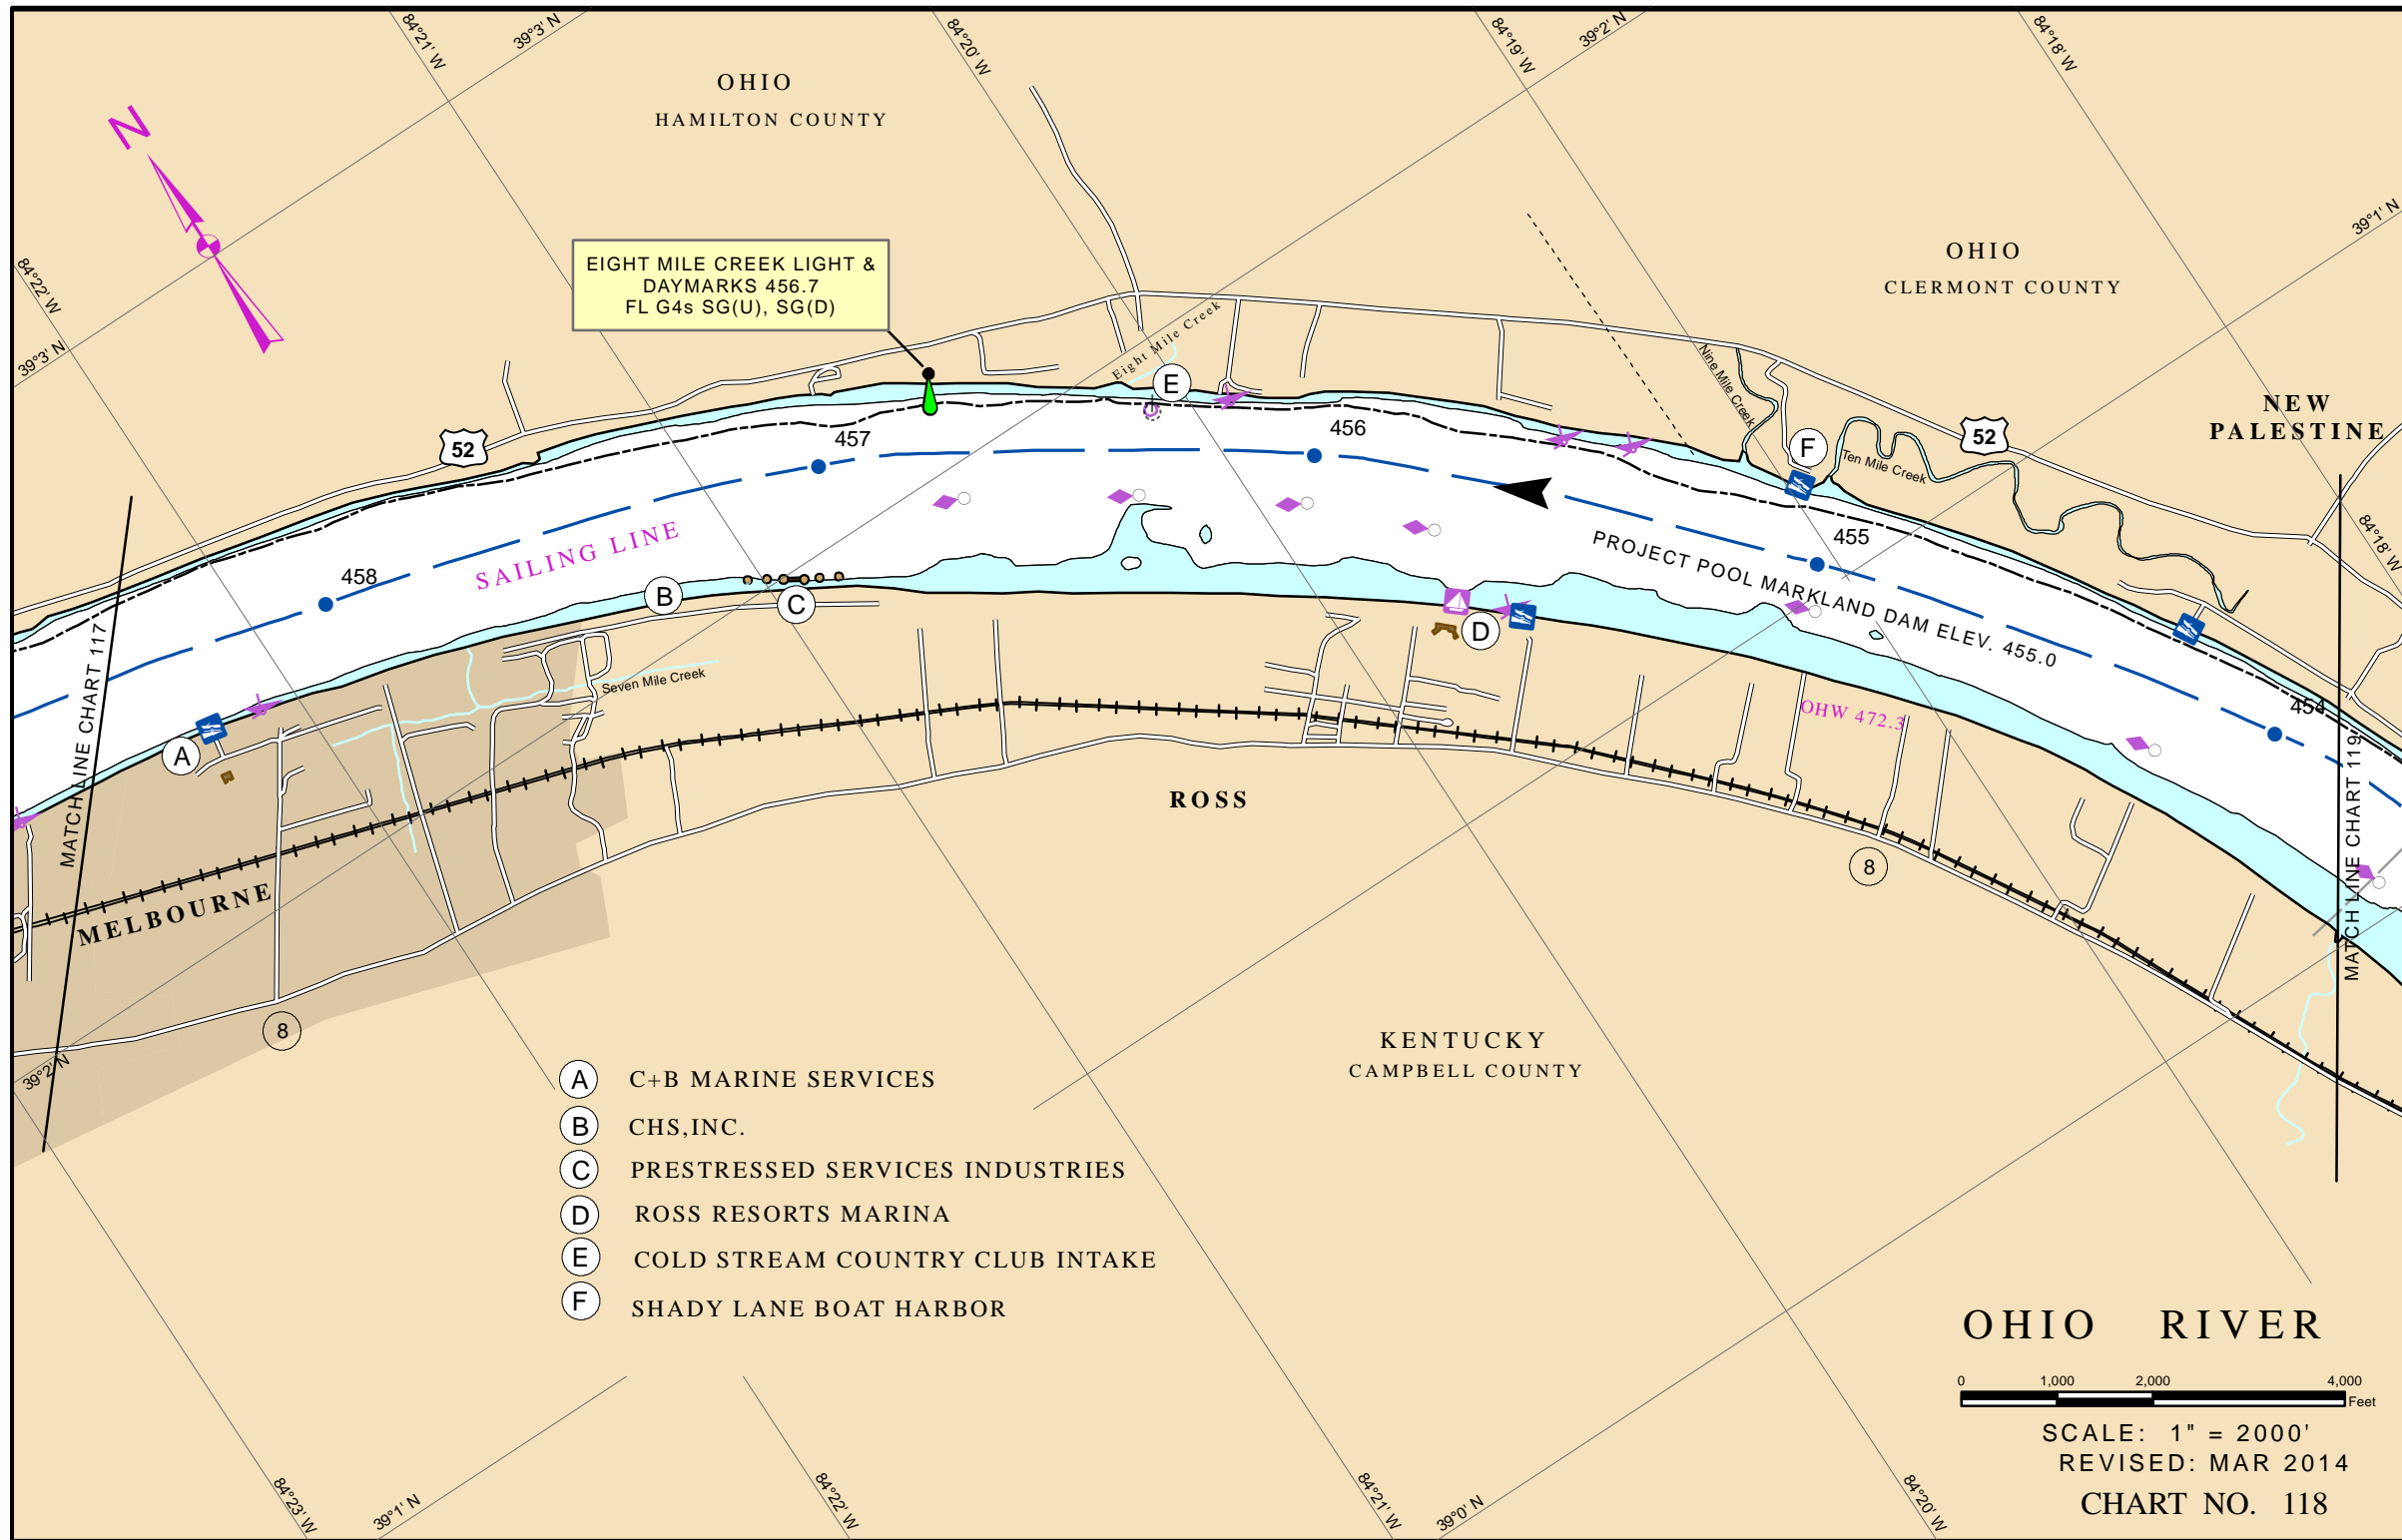 84°21' W
39°3' N
84°20' W
84°19' W
39°2' N
84°18' W
39°1' N
N
OHIO
HAMILTON COUNTY
OHIO
CLERMONT COUNTY
84°22' W
39°3' N
EIGHT MILE CREEK LIGHT &
DAYMARKS 456.7
FL G4s SG(U), SG(D)
Eight Mile Creek
Nine Mile Creek
Ten Mile Creek
NEW
PALESTINE
52
52
E
F
457
456
455
458
454
84°18' W
SAILING LINE
PROJECT POOL MARKLAND DAM ELEV. 455.0
B
C
D
A
Seven Mile Creek
OHW 472.3
MATCH LINE CHART 117
MATCH LINE CHART 119
ROSS
MELBOURNE
8
8
39°2' N
KENTUCKY
CAMPBELL COUNTY
A C+B MARINE SERVICES
B CHS,INC.
C PRESTRESSED SERVICES INDUSTRIES
D ROSS RESORTS MARINA
E COLD STREAM COUNTRY CLUB INTAKE
F SHADY LANE BOAT HARBOR
OHIO RIVER
0 1,000 2,000 4,000
Feet
SCALE: 1" = 2000'
REVISED: MAR 2014
CHART NO. 118
84°23' W
39°1' N
84°22' W
84°21' W
39°0' N
84°20' W